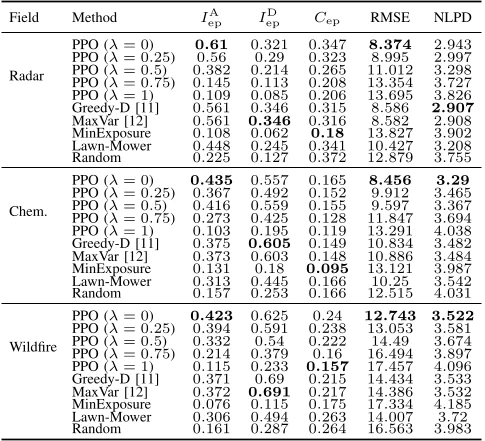 Field Method I_ep^A I_ep^D C_ep RMSE NLPD
Radar
PPO (λ = 0) 0.61 0.321 0.347 8.374 2.943
PPO (λ = 0.25) 0.56 0.29 0.323 8.995 2.997
PPO (λ = 0.5) 0.382 0.214 0.265 11.012 3.298
PPO (λ = 0.75) 0.145 0.113 0.208 13.354 3.727
PPO (λ = 1) 0.109 0.085 0.206 13.695 3.826
Greedy-D [11] 0.561 0.346 0.315 8.586 2.907
MaxVar [12] 0.561 0.346 0.316 8.582 2.908
MinExposure 0.108 0.062 0.18 13.827 3.902
Lawn-Mower 0.448 0.245 0.341 10.427 3.208
Random 0.225 0.127 0.372 12.879 3.755
Chem.
PPO (λ = 0) 0.435 0.557 0.165 8.456 3.29
PPO (λ = 0.25) 0.367 0.492 0.152 9.912 3.465
PPO (λ = 0.5) 0.416 0.559 0.155 9.597 3.367
PPO (λ = 0.75) 0.273 0.425 0.128 11.847 3.694
PPO (λ = 1) 0.103 0.195 0.119 13.291 4.038
Greedy-D [11] 0.375 0.605 0.149 10.834 3.482
MaxVar [12] 0.373 0.603 0.148 10.886 3.484
MinExposure 0.131 0.18 0.095 13.121 3.987
Lawn-Mower 0.313 0.445 0.166 10.25 3.542
Random 0.157 0.253 0.166 12.515 4.031
Wildfire
PPO (λ = 0) 0.423 0.625 0.24 12.743 3.522
PPO (λ = 0.25) 0.394 0.591 0.238 13.053 3.581
PPO (λ = 0.5) 0.332 0.54 0.222 14.49 3.674
PPO (λ = 0.75) 0.214 0.379 0.16 16.494 3.897
PPO (λ = 1) 0.115 0.233 0.157 17.457 4.096
Greedy-D [11] 0.371 0.69 0.215 14.434 3.533
MaxVar [12] 0.372 0.691 0.217 14.386 3.532
MinExposure 0.076 0.115 0.175 17.334 4.185
Lawn-Mower 0.306 0.494 0.263 14.007 3.72
Random 0.161 0.287 0.264 16.563 3.983